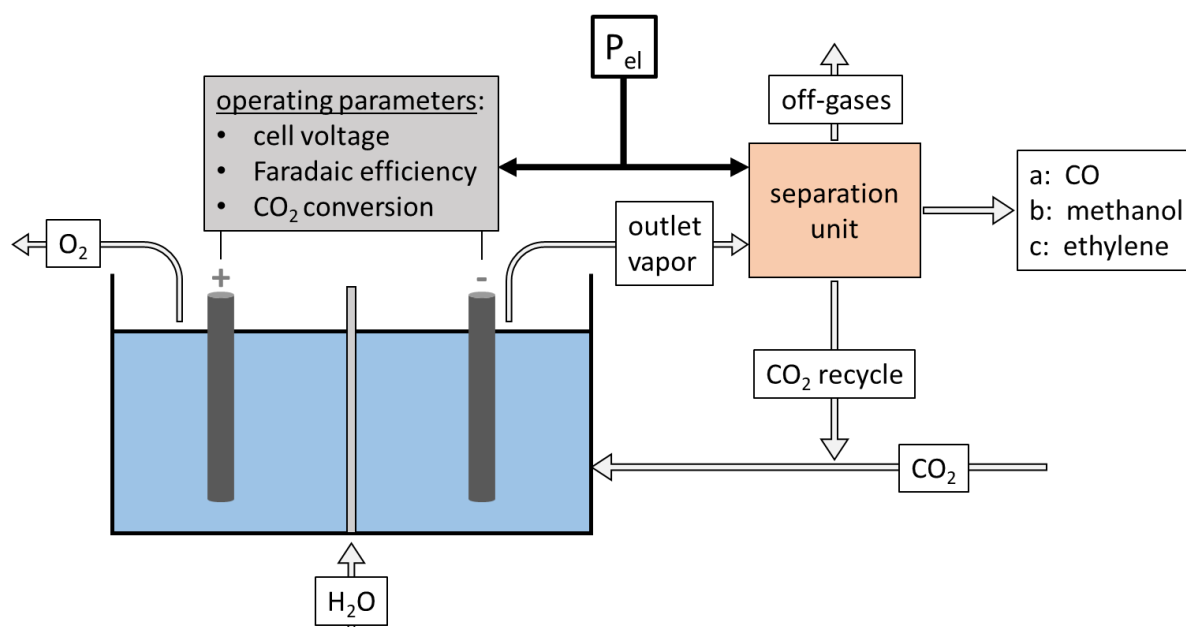 P_el
off-gases
operating parameters:
• cell voltage
• Faradaic efficiency
• CO₂ conversion
separation
unit
a: CO
b: methanol
c: ethylene
O₂
outlet
vapor
+
-
CO₂ recycle
CO₂
H₂O